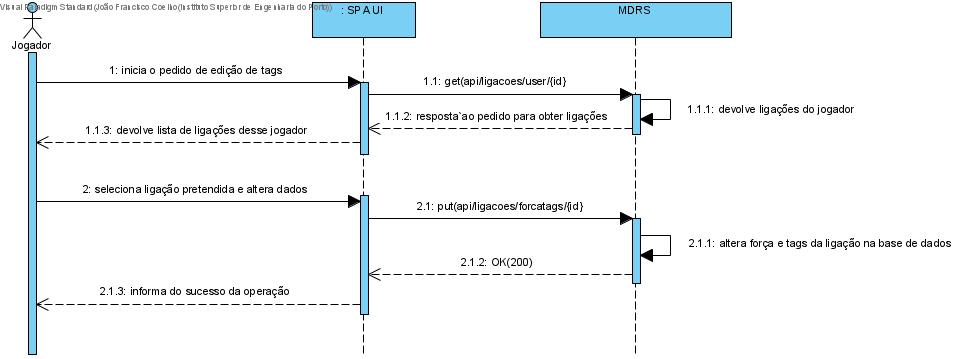 Visual Paradigm Standard(João Francisco Coelho(Instituto Superior de Engenharia do Porto))
: SPA UI
MDRS
Jogador
1: inicia o pedido de edição de tags
1.1: get(api/ligacoes/user/{id}
1.1.1: devolve ligações do jogador
1.1.2: resposta`ao pedido para obter ligações
1.1.3: devolve lista de ligações desse jogador
2: seleciona ligação pretendida e altera dados
2.1: put(api/ligacoes/forcatags/{id}
2.1.1: altera força e tags da ligação na base de dados
2.1.2: OK(200)
2.1.3: informa do sucesso da operação